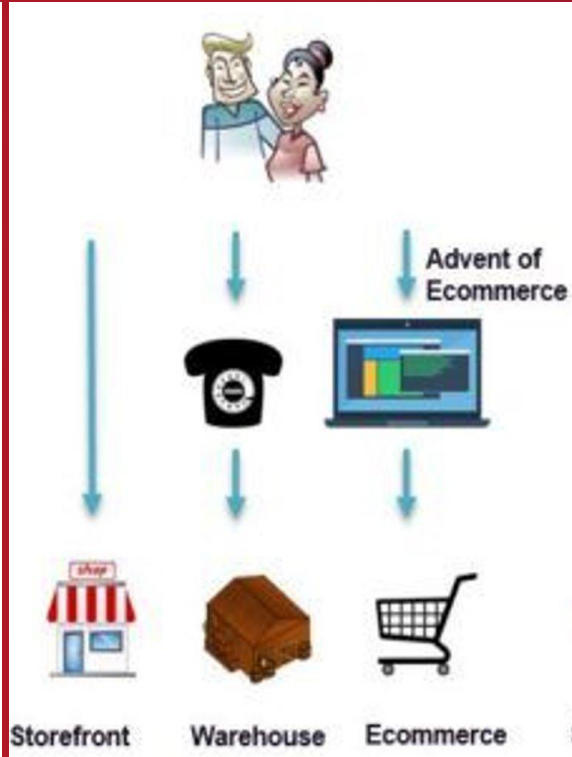 Advent of
Ecommerce
shop
Storefront
Warehouse
Ecommerce